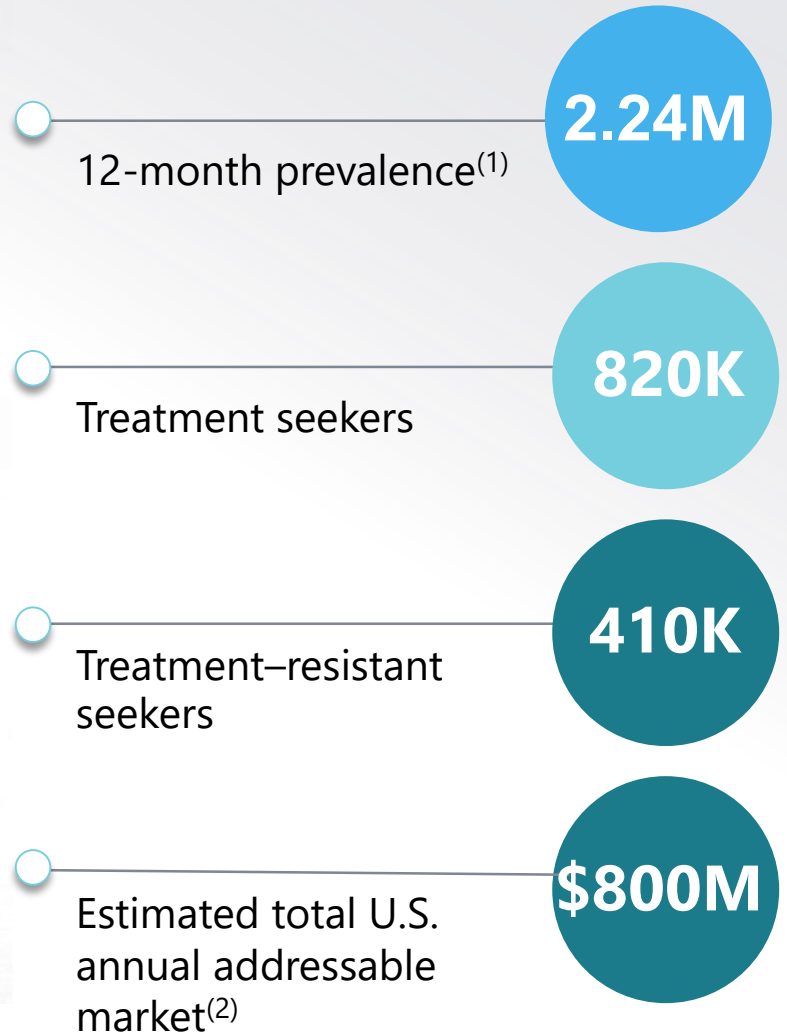 2.24M
12-month prevalence(1)
820K
Treatment seekers
410K
Treatment–resistant
seekers
$800M
Estimated total U.S.
annual addressable
market(2)